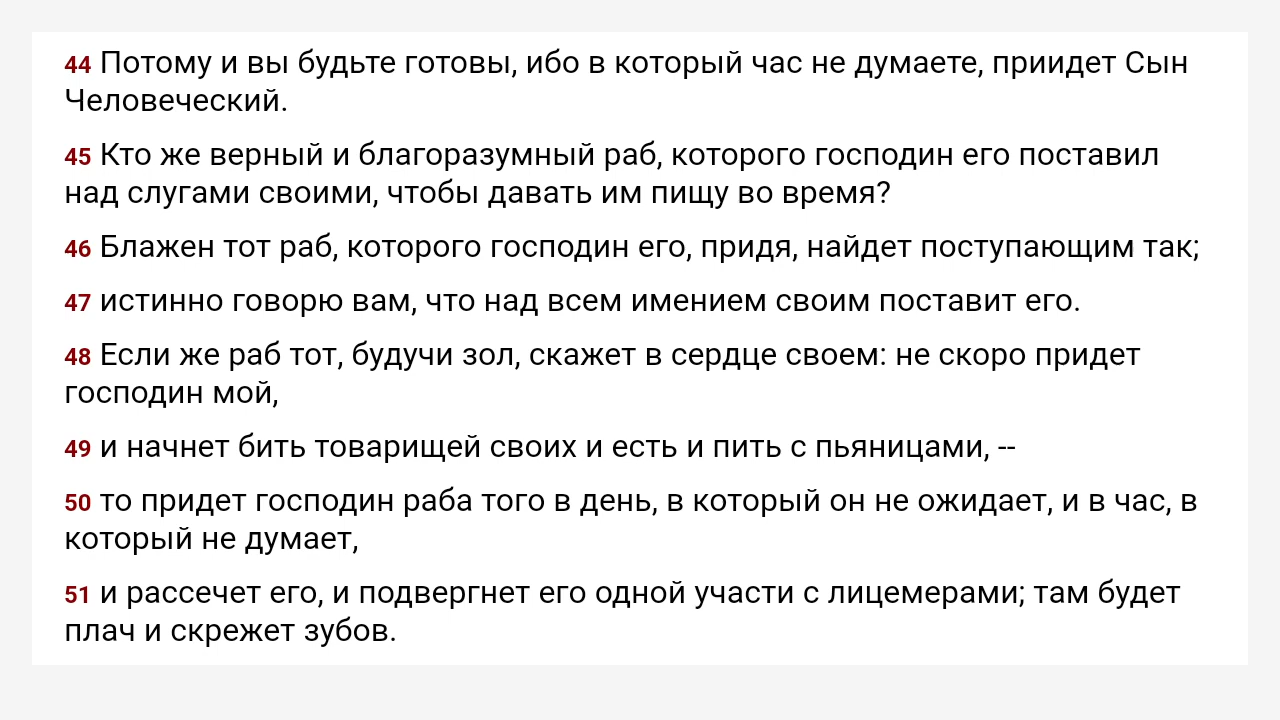 44 Потому и вы будьте готовы, ибо в который час не думаете, приидет Сын
Человеческий.
45 Кто же верный и благоразумный раб, которого господин его поставил
над слугами своими, чтобы давать им пищу во время?
46 Блажен тот раб, которого господин его, придя, найдет поступающим так;
47 истинно говорю вам, что над всем имением своим поставит его.
48 Если же раб тот, будучи зол, скажет в сердце своем: не скоро придет
господин мой,
49 и начнет бить товарищей своих и есть и пить с пьяницами, --
50 то придет господин раба того в день, в который он не ожидает, и в час, в
который не думает,
51 и рассечет его, и подвергнет его одной участи с лицемерами; там будет
плач и скрежет зубов.